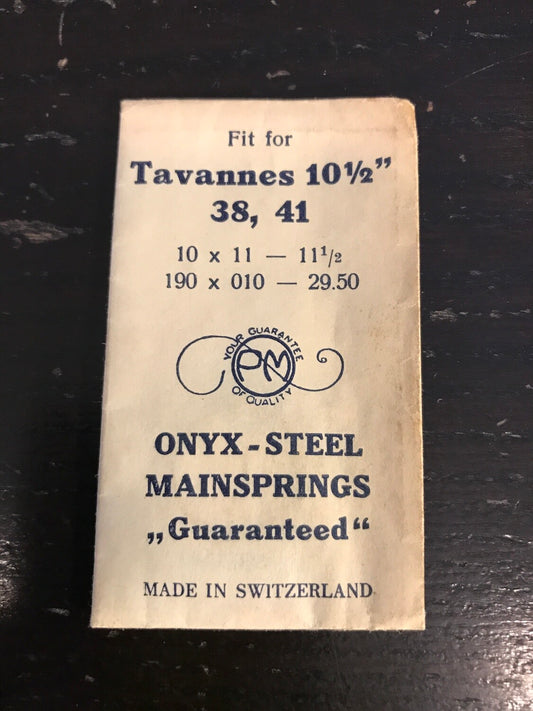 Fit for
Tavannes 10½”
38, 41
10 x 11 — 11½
190 x 010 — 29.50
YOUR GUARANTEE
PM
OF QUALITY
ONYX - STEEL
MAINSPRINGS
„Guaranteed“
MADE IN SWITZERLAND